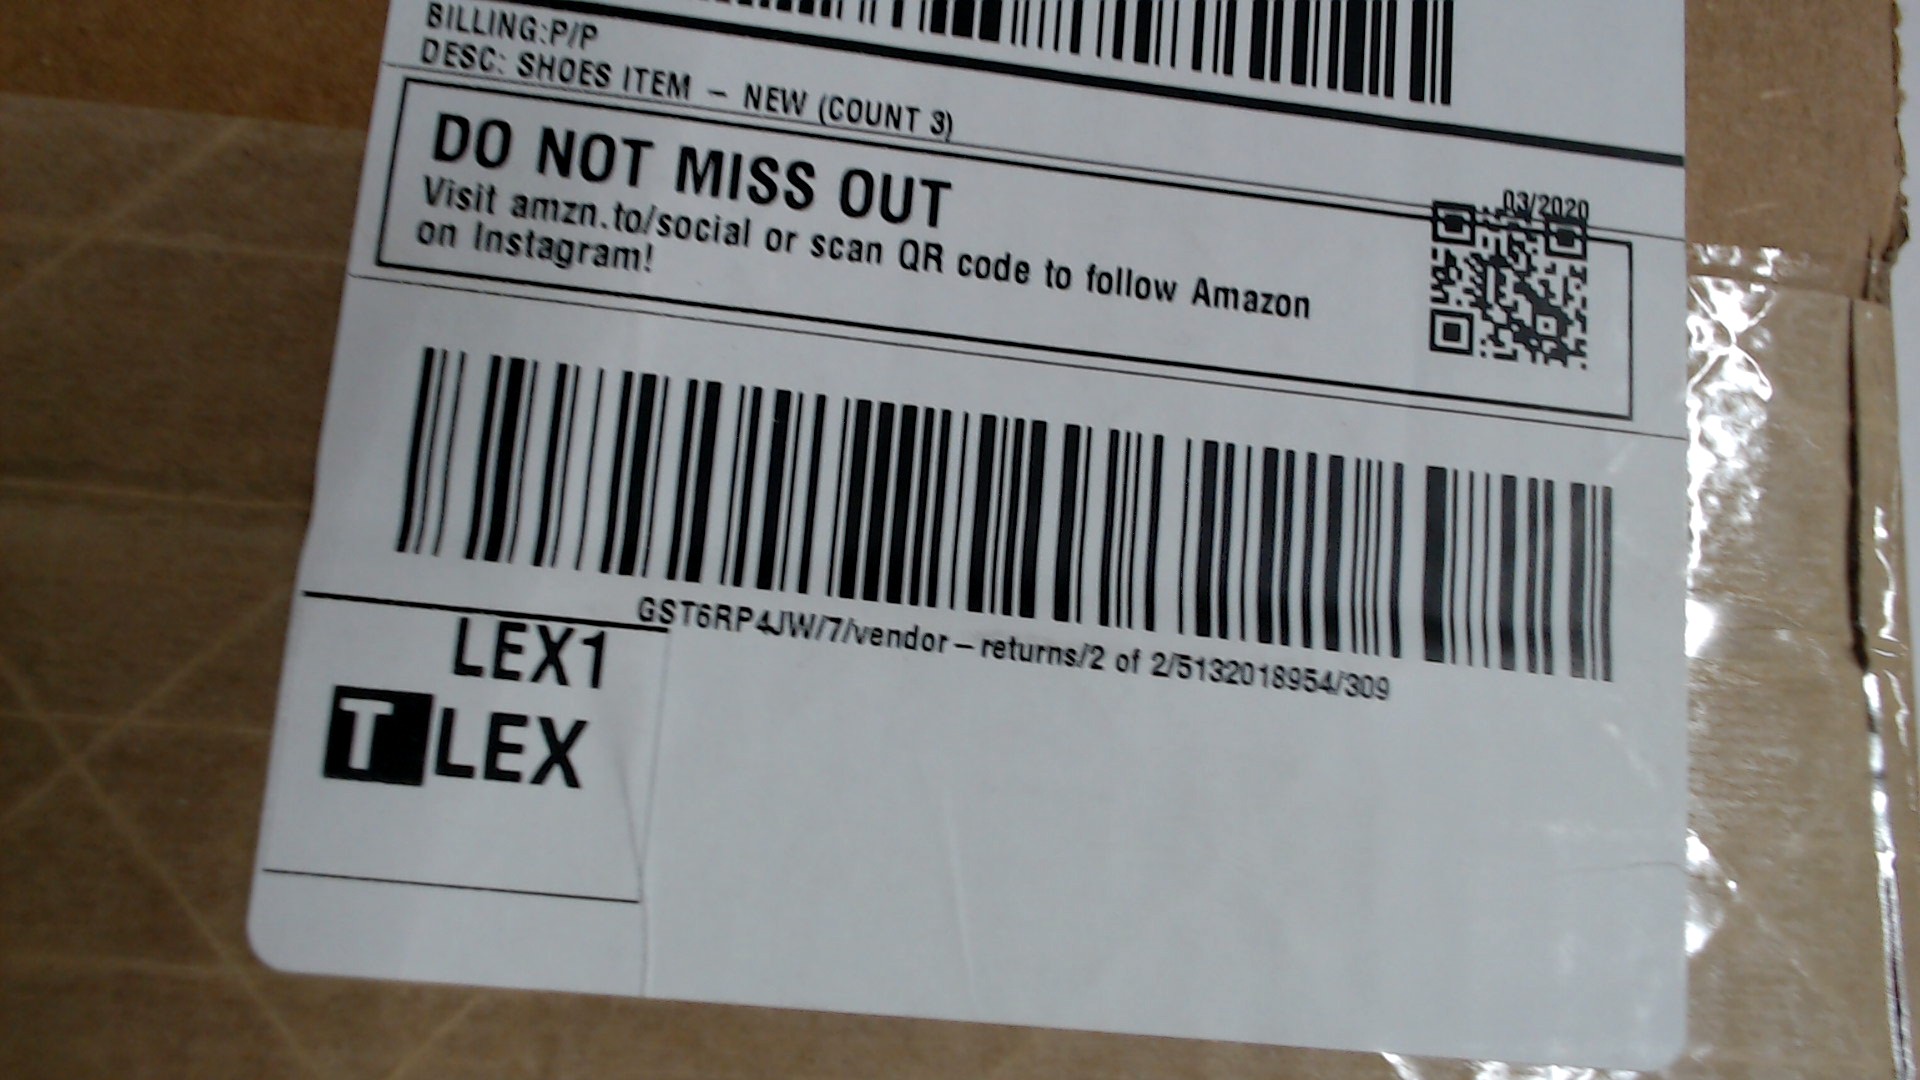 BILLING:P/P
DESC: SHOES ITEM - NEW (COUNT 3)
DO NOT MISS OUT
03/2020
Visit amzn.to/social or scan QR code to follow Amazon
on Instagram!
GST6RP4JW/7/vendor-returns/2 of 2/5132018954/309
LEX1
T LEX